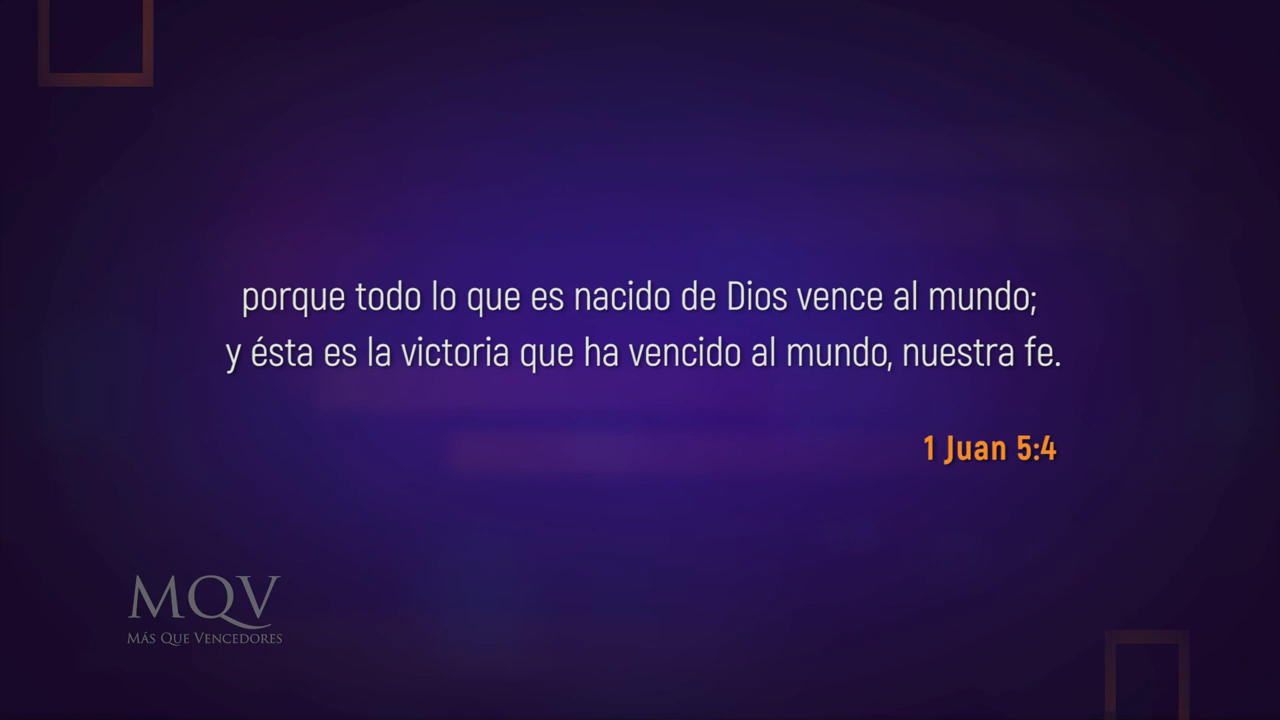 porque todo lo que es nacido de Dios vence al mundo;
y ésta es la victoria que ha vencido al mundo, nuestra fe.
1 Juan 5:4
MQV
MÁS QUE VENCEDORES